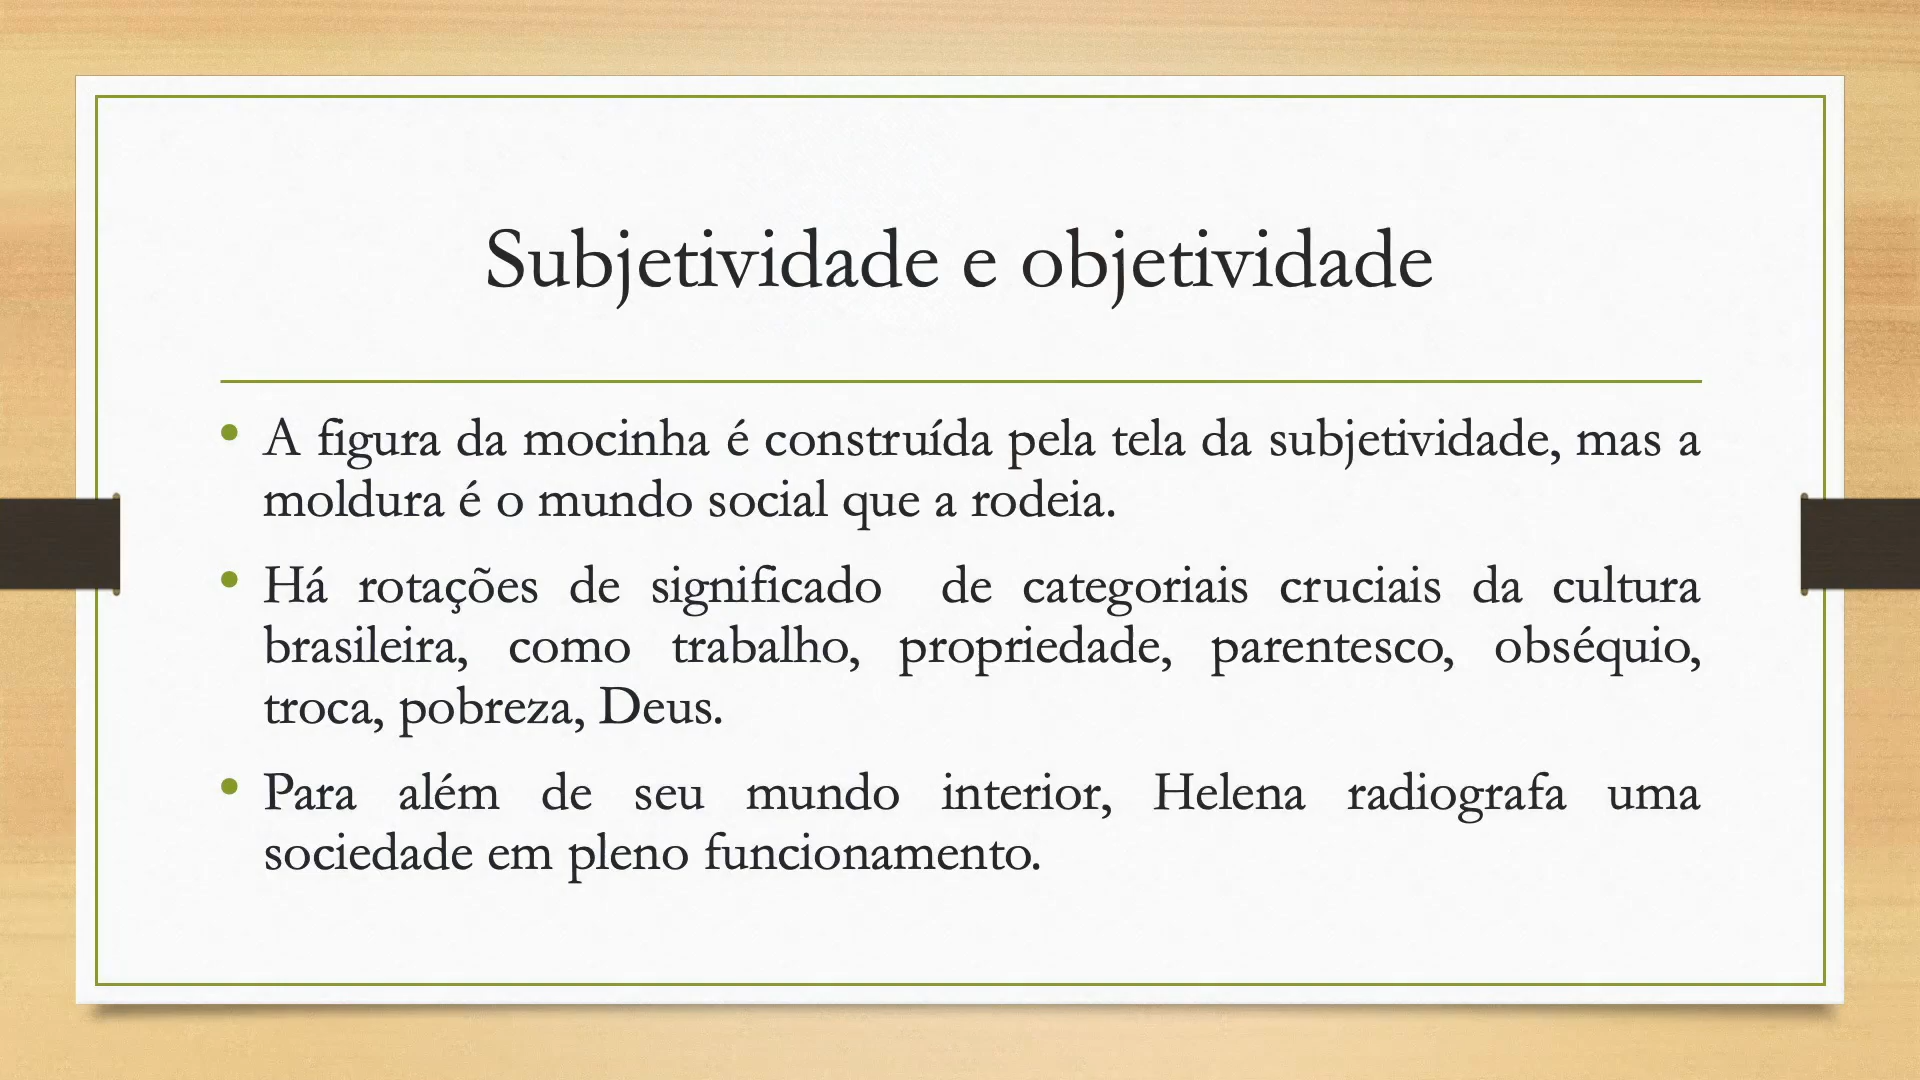 Subjetividade e objetividade
• A figura da mocinha é construída pela tela da subjetividade, mas a
moldura é o mundo social que a rodeia.
• Há rotações de significado de categoriais cruciais da cultura
brasileira, como trabalho, propriedade, parentesco, obséquio,
troca, pobreza, Deus.
• Para além de seu mundo interior, Helena radiografa uma
sociedade em pleno funcionamento.